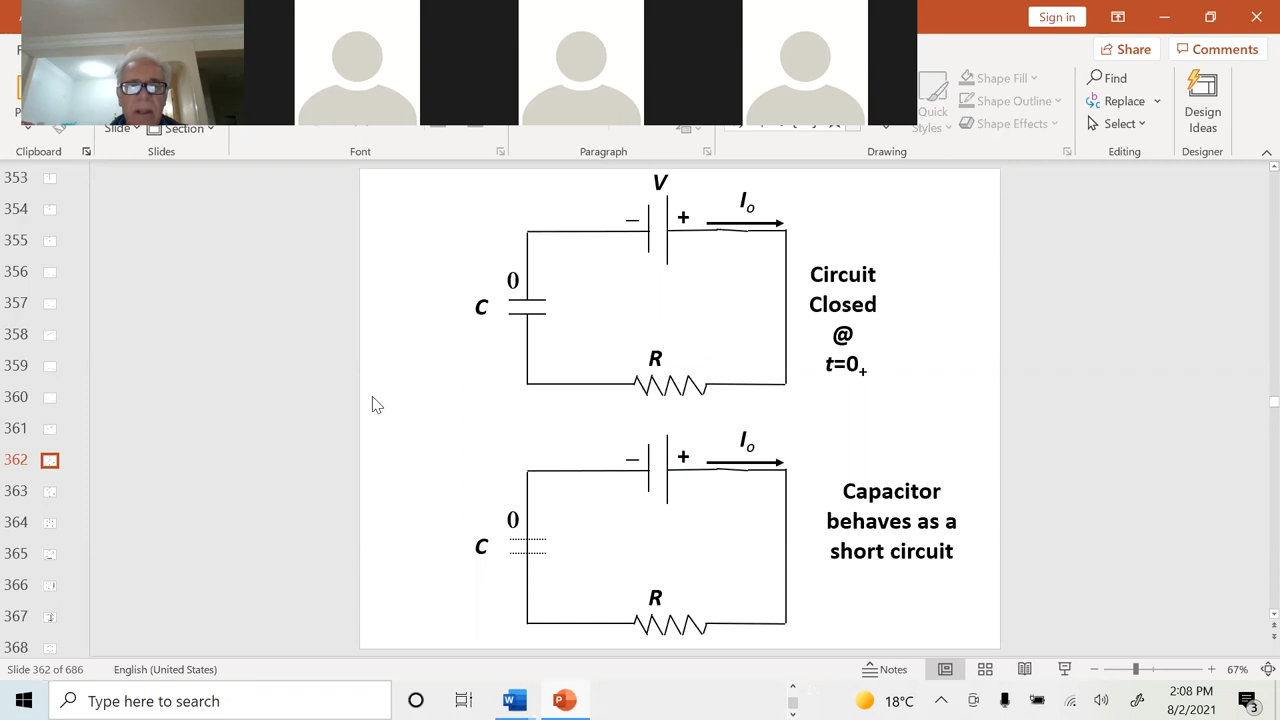 Sign in
Share
Comments
Slide
Section
Quick
Styles
Shape Fill
Shape Outline
Shape Effects
Find
Replace
Select
Design
Ideas
Clipboard
Slides
Font
Paragraph
Drawing
Editing
Designer
353
354
355
356
357
358
359
360
361
362
363
364
365
366
367
368
V
– + Io
0
C
R
Circuit
Closed
@
t=0+
– + Io
0
C
R
Capacitor
behaves as a
short circuit
Slide 362 of 686
English (United States)
Notes
67%
Type here to search
18°C
2:08 PM
8/2/2021
3